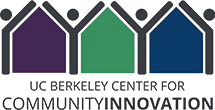 UC BERKELEY CENTER FOR
COMMUNITYINNOVATION